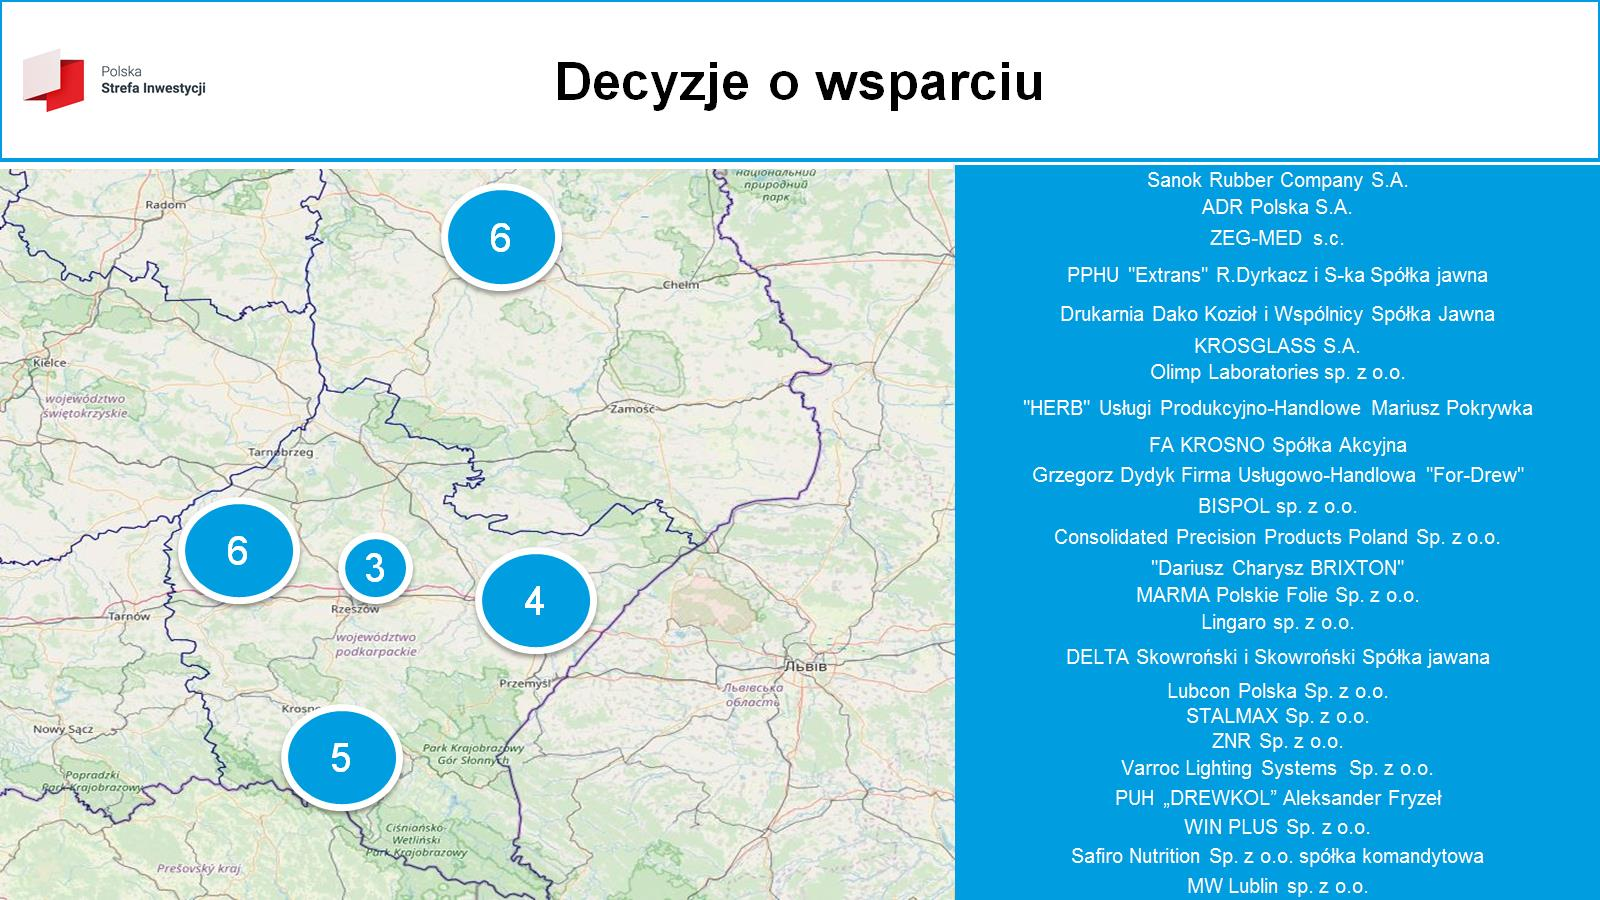 Polska
Strefa Inwestycji
Decyzje o wsparciu
національний
природний
парк
Radom
6
Chełm
Kielce
województwo
świętokrzyskie
Zamość
Tarnobrzeg
6
3
4
Tarnów
Rzeszów
województwo
podkarpackie
Львів
Львівська
область
Przemyśl
Krosno
Nowy Sącz
5
Park Krajobrazowy
Gór Słonnych
Popradzki
Park Krajobrazowy
Ciśniańsko-
Wetliński
Park Krajobrazowy
Prešovský kraj
Sanok Rubber Company S.A.
ADR Polska S.A.
ZEG-MED s.c.
PPHU "Extrans" R.Dyrkacz i S-ka Spółka jawna
Drukarnia Dako Kozioł i Wspólnicy Spółka Jawna
KROSGLASS S.A.
Olimp Laboratories sp. z o.o.
"HERB" Usługi Produkcyjno-Handlowe Mariusz Pokrywka
FA KROSNO Spółka Akcyjna
Grzegorz Dydyk Firma Usługowo-Handlowa "For-Drew"
BISPOL sp. z o.o.
Consolidated Precision Products Poland Sp. z o.o.
"Dariusz Charysz BRIXTON"
MARMA Polskie Folie Sp. z o.o.
Lingaro sp. z o.o.
DELTA Skowroński i Skowroński Spółka jawana
Lubcon Polska Sp. z o.o.
STALMAX Sp. z o.o.
ZNR Sp. z o.o.
Varroc Lighting Systems Sp. z o.o.
PUH „DREWKOL” Aleksander Fryzeł
WIN PLUS Sp. z o.o.
Safiro Nutrition Sp. z o.o. spółka komandytowa
MW Lublin sp. z o.o.